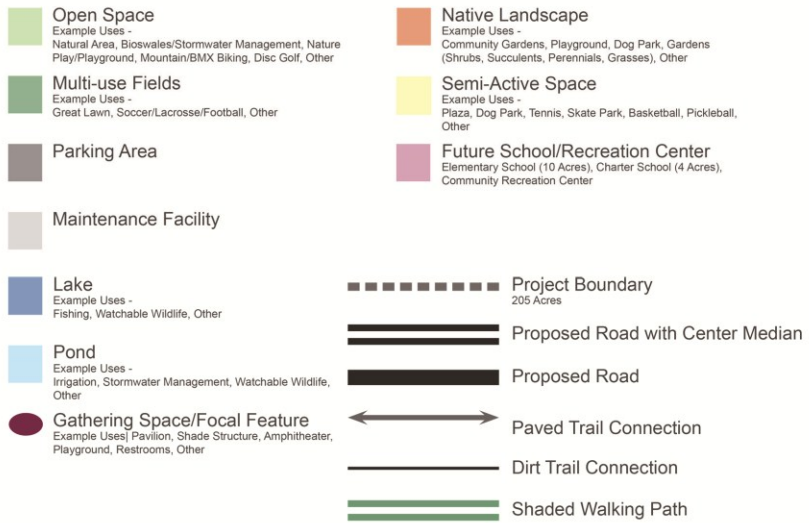 Open Space
Example Uses -
Natural Area, Bioswales/Stormwater Management, Nature
Play/Playground, Mountain/BMX Biking, Disc Golf, Other
Multi-use Fields
Example Uses -
Great Lawn, Soccer/Lacrosse/Football, Other
Parking Area
Maintenance Facility
Lake
Example Uses -
Fishing, Watchable Wildlife, Other
Pond
Example Uses -
Irrigation, Stormwater Management, Watchable Wildlife,
Other
Gathering Space/Focal Feature
Example Uses| Pavilion, Shade Structure, Amphitheater,
Playground, Restrooms, Other
Native Landscape
Example Uses -
Community Gardens, Playground, Dog Park, Gardens
(Shrubs, Succulents, Perennials, Grasses), Other
Semi-Active Space
Example Uses -
Plaza, Dog Park, Tennis, Skate Park, Basketball, Pickleball,
Other
Future School/Recreation Center
Elementary School (10 Acres), Charter School (4 Acres),
Community Recreation Center
Project Boundary
205 Acres
Proposed Road with Center Median
Proposed Road
Paved Trail Connection
Dirt Trail Connection
Shaded Walking Path